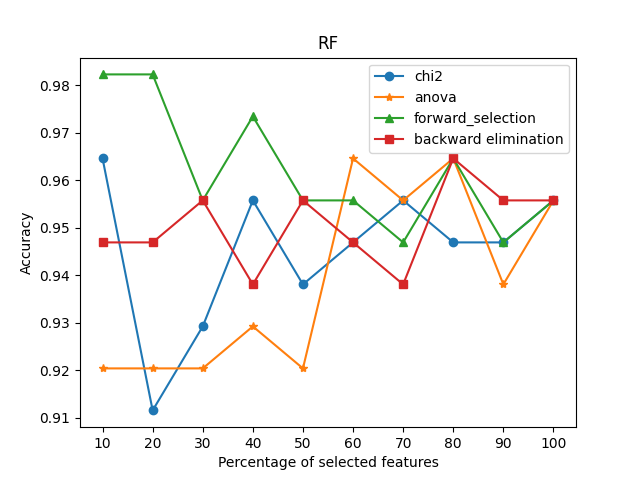 RF
chi2
anova
forward_selection
backward elimination
0.98
0.97
0.96
0.95
0.94
0.93
0.92
0.91
Accuracy
10 20 30 40 50 60 70 80 90 100
Percentage of selected features